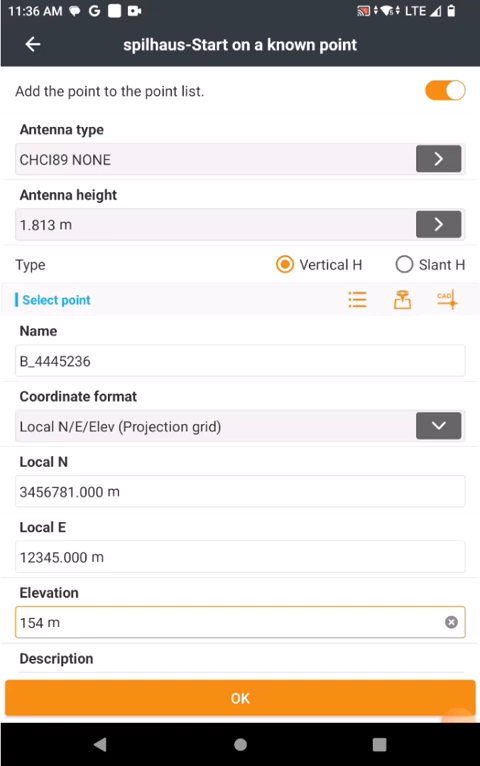 11:36 AM G LTE
spilhaus-Start on a known point
Add the point to the point list.
Antenna type
CHCI89 NONE
Antenna height
1.813 m
Type Vertical H Slant H
Select point CAD
Name
B_4445236
Coordinate format
Local N/E/Elev (Projection grid)
Local N
3456781.000 m
Local E
12345.000 m
Elevation
154 m
Description
OK